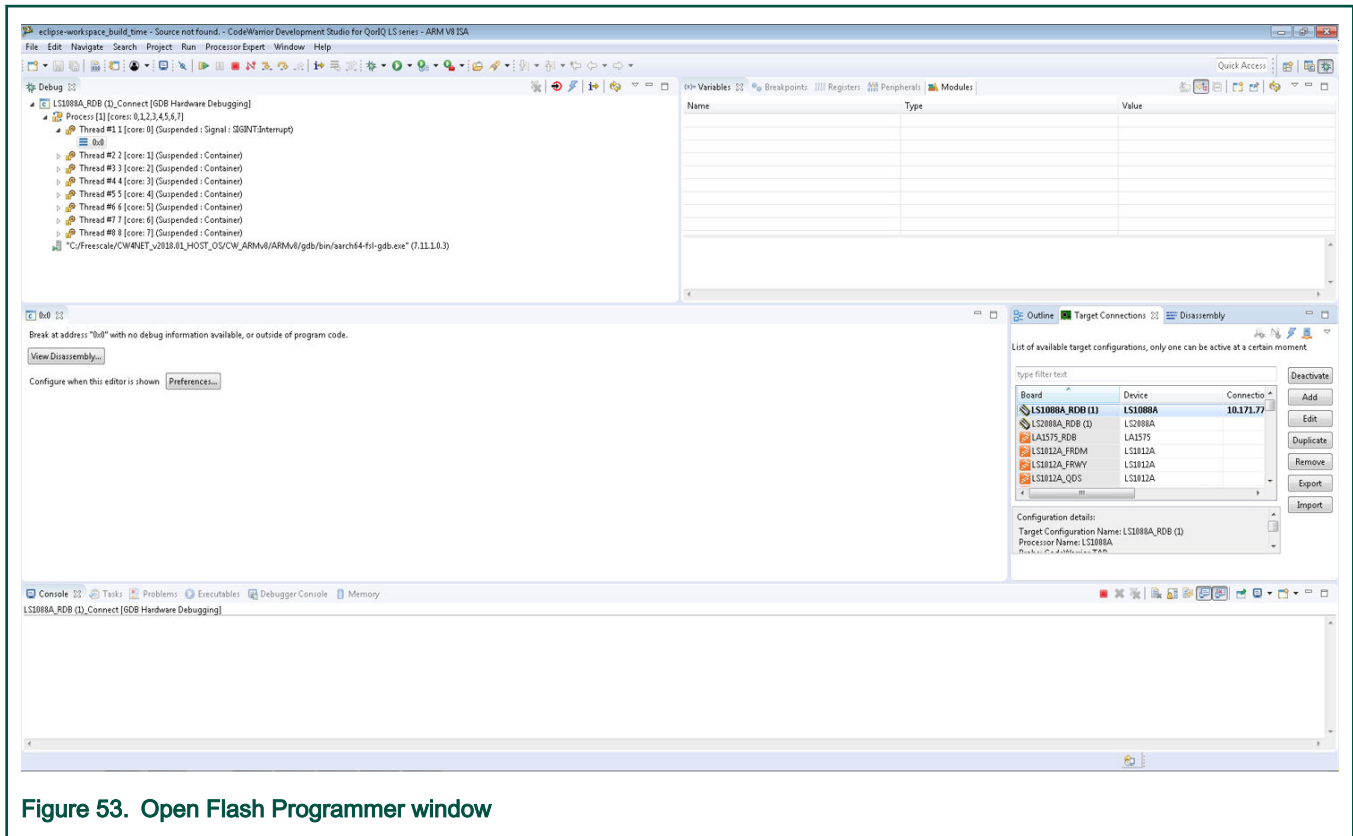 eclipse-workspace_build_time - Source not found. - CodeWarrior Development Studio for QorIQ LS series - ARM V8 ISA
File Edit Navigate Search Project Run ProcessorExpert Window Help
Quick Access
Debug
LS1088A_RDB (1)_Connect [GDB Hardware Debugging]
Process [1] [cores: 0,1,2,3,4,5,6,7]
Thread #1 1 [core: 0] (Suspended : Signal : SIGINT:Interrupt)
0x0
Thread #2 2 [core: 1] (Suspended : Container)
Thread #3 3 [core: 2] (Suspended : Container)
Thread #4 4 [core: 3] (Suspended : Container)
Thread #5 5 [core: 4] (Suspended : Container)
Thread #6 6 [core: 5] (Suspended : Container)
Thread #7 7 [core: 6] (Suspended : Container)
Thread #8 8 [core: 7] (Suspended : Container)
"C:/Freescale/CW4NET_v2018.01_HOST_OS/CW_ARMv8/ARMv8/gdb/bin/aarch64-fsl-gdb.exe" (7.11.1.0.3)
(x)= Variables Breakpoints Registers Peripherals Modules
Name Type Value
0x0
Break at address "0x0" with no debug information available, or outside of program code.
View Disassembly...
Configure when this editor is shown Preferences...
Outline Target Connections Disassembly
List of available target configurations, only one can be active at a certain moment
type filter text
Board Device Connectio
LS1088A_RDB (1) LS1088A 10.171.77
LS2088A_RDB (1) LS2088A
LA1575_RDB LA1575
LS1012A_FRDM LS1012A
LS1012A_FRWY LS1012A
LS1012A_QDS LS1012A
Deactivate
Add
Edit
Duplicate
Remove
Export
Import
Configuration details:
Target Configuration Name: LS1088A_RDB (1)
Processor Name: LS1088A
Console Tasks Problems Executables Debugger Console Memory
LS1088A_RDB (1)_Connect [GDB Hardware Debugging]
Figure 53. Open Flash Programmer window